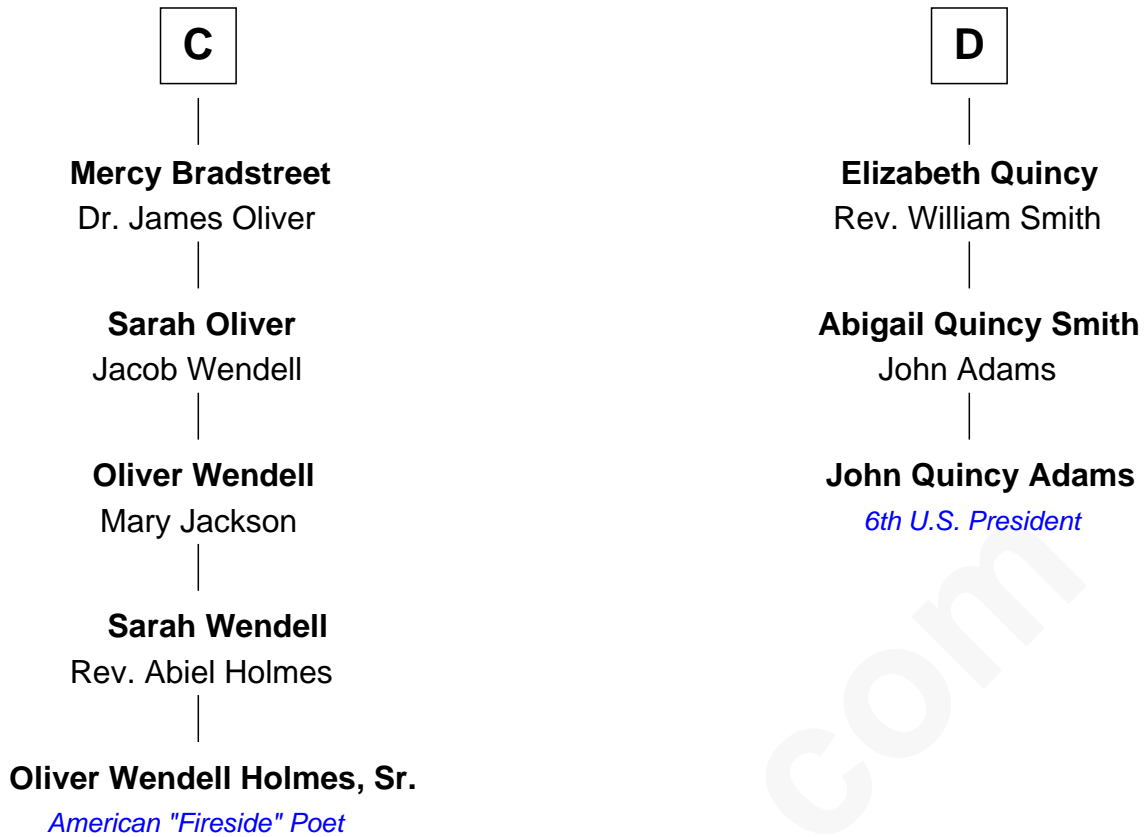 C
Mercy Bradstreet
Dr. James Oliver
Sarah Oliver
Jacob Wendell
Oliver Wendell
Mary Jackson
Sarah Wendell
Rev. Abiel Holmes
Oliver Wendell Holmes, Sr.
American "Fireside" Poet
D
Elizabeth Quincy
Rev. William Smith
Abigail Quincy Smith
John Adams
John Quincy Adams
6th U.S. President
com